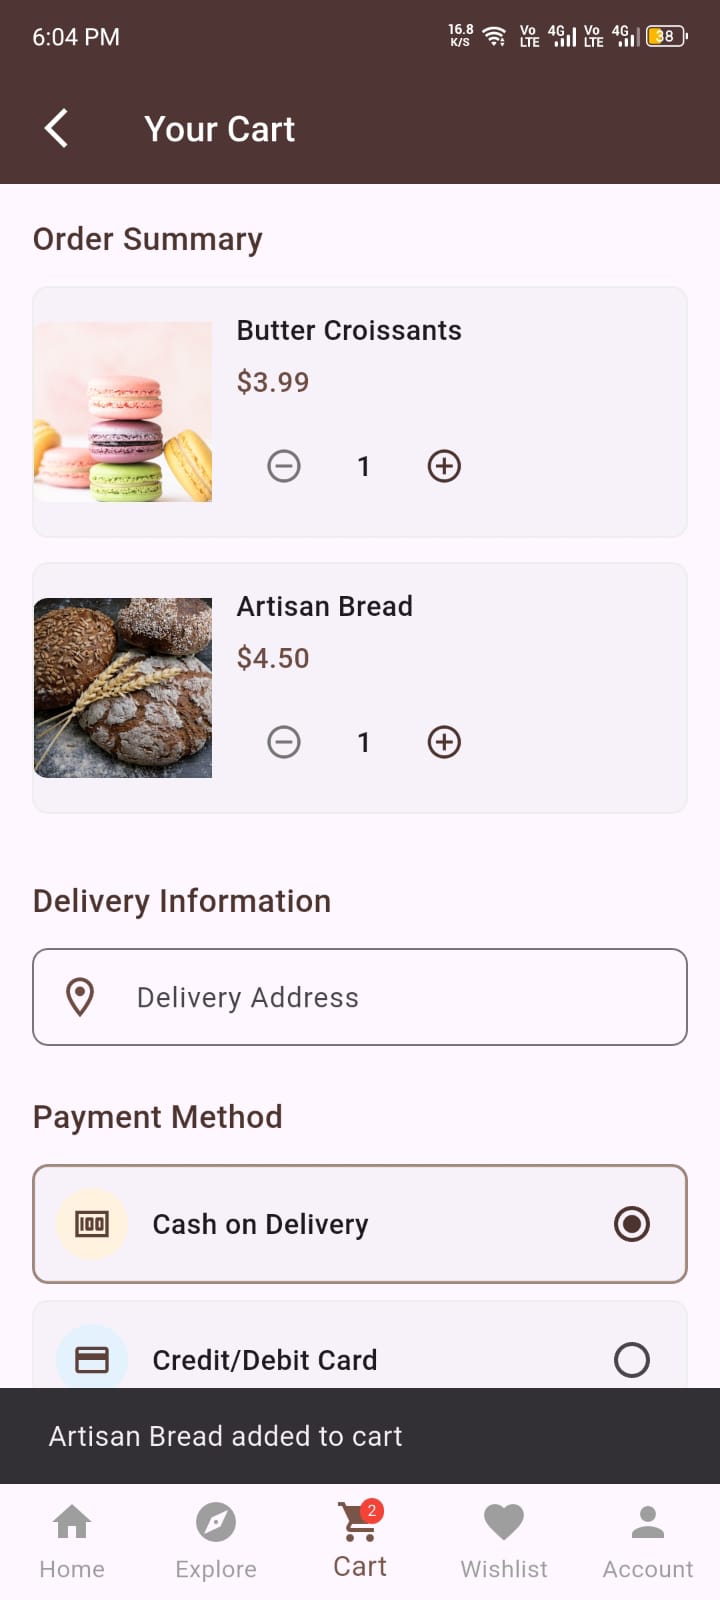 6:04 PM 16.8 K/S Vo LTE 4G Vo LTE 4G 38
Your Cart
Order Summary
Butter Croissants
$3.99
1
Artisan Bread
$4.50
1
Delivery Information
Delivery Address
Payment Method
100 Cash on Delivery
Credit/Debit Card
Artisan Bread added to cart
2
Home Explore Cart Wishlist Account